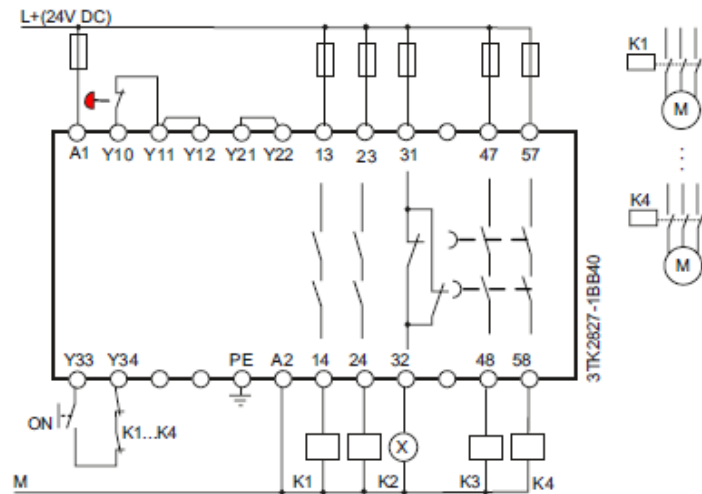 L+(24V DC)
K1
M
A1 Y10 Y11 Y12 Y21 Y22 13 23 31 47 57
K4
M
3TK2827-1BB40
Y33 Y34 PE A2 14 24 32 48 58
ON
K1...K4
X
M
K1 K2 K3 K4